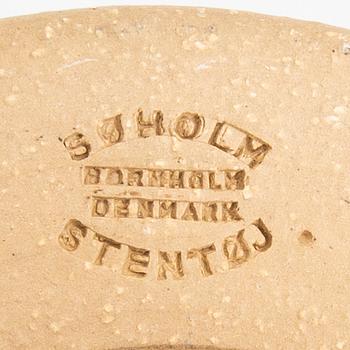 SØHOLM
BORNHOLM
DENMARK
STENTØJ